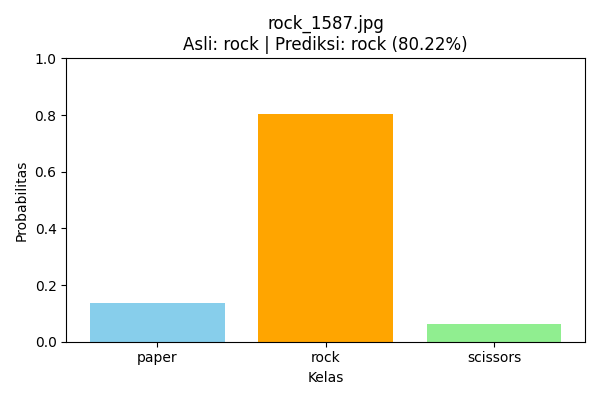 rock_1587.jpg
Asli: rock | Prediksi: rock (80.22%)
1.0
0.8
0.6
0.4
0.2
0.0
Probabilitas
paper
rock
scissors
Kelas